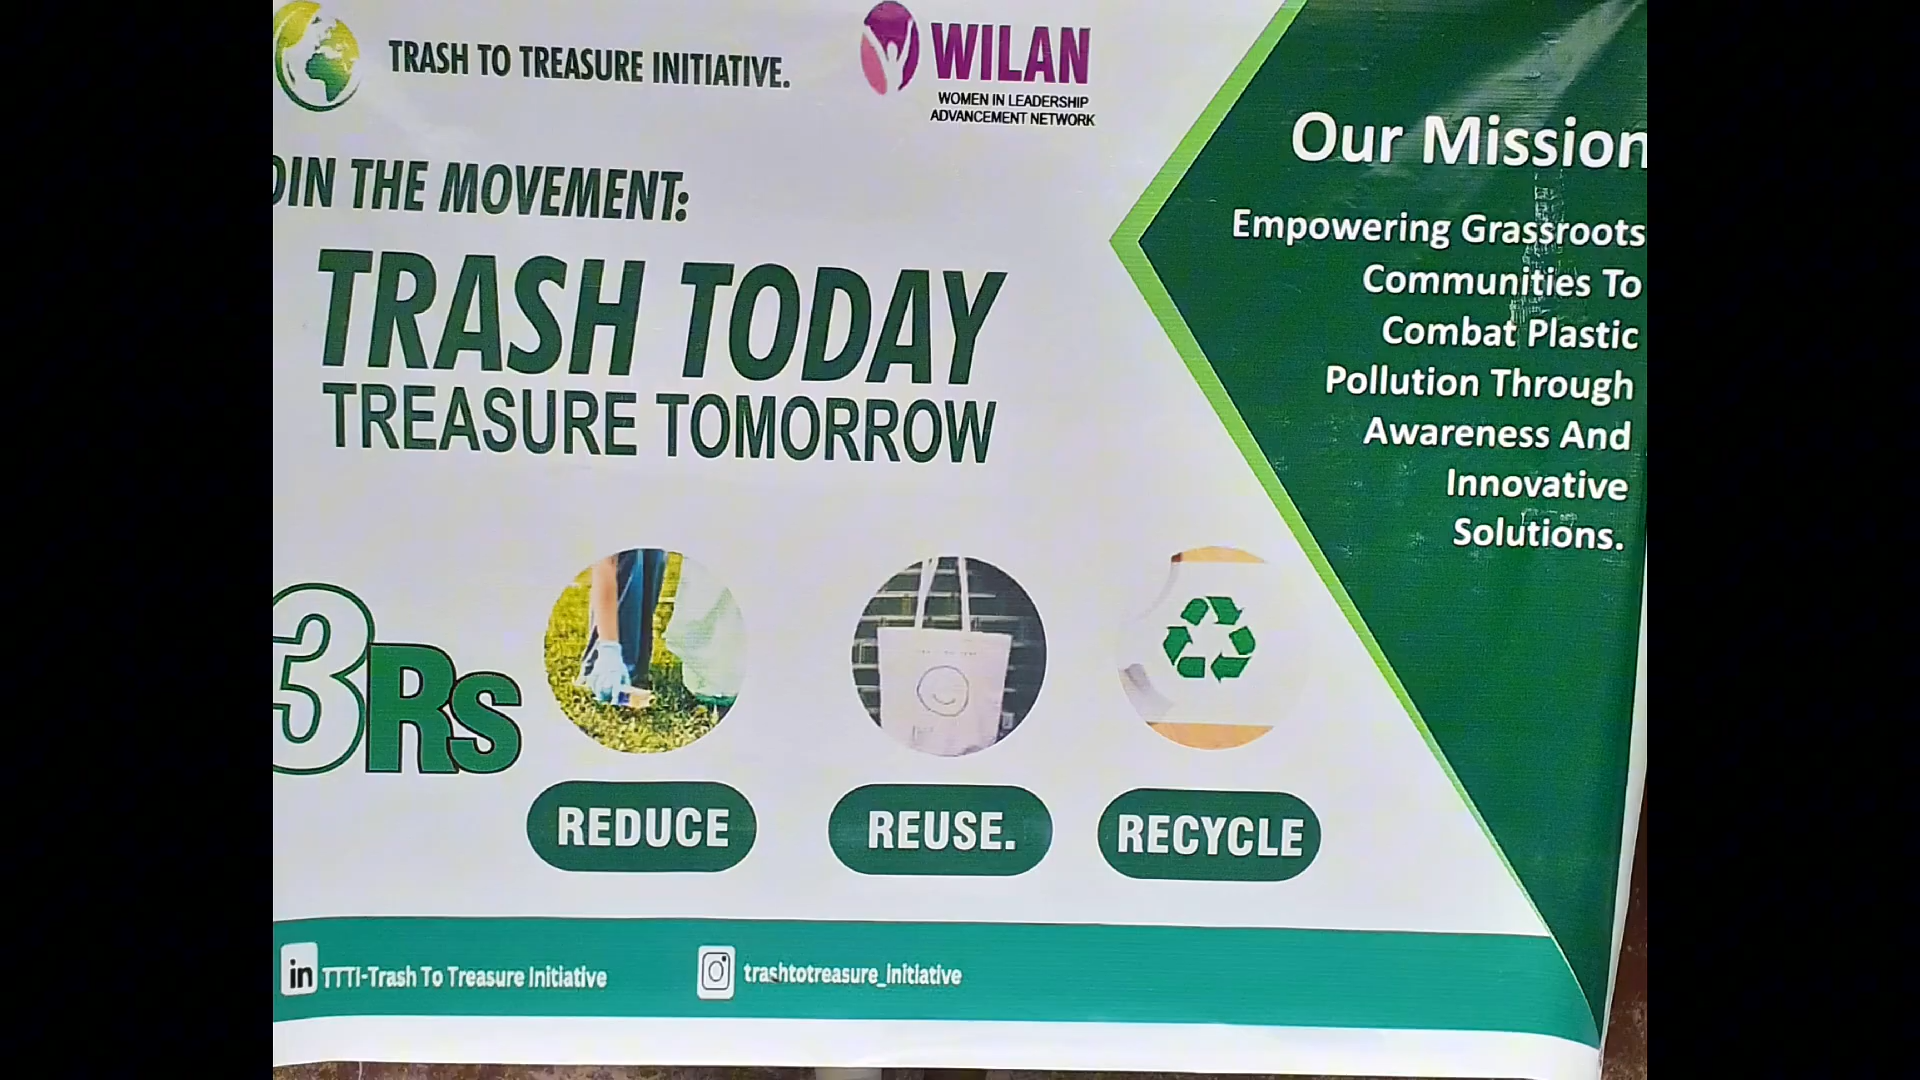 TRASH TO TREASURE INITIATIVE.
WILAN
WOMEN IN LEADERSHIP
ADVANCEMENT NETWORK
OIN THE MOVEMENT:
TRASH TODAY
TREASURE TOMORROW
Our Mission
Empowering Grassroots
Communities To
Combat Plastic
Pollution Through
Awareness And
Innovative
Solutions.
3Rs
REDUCE
REUSE.
RECYCLE
in TTTI-Trash To Treasure Initiative
trashtotreasure_initiative